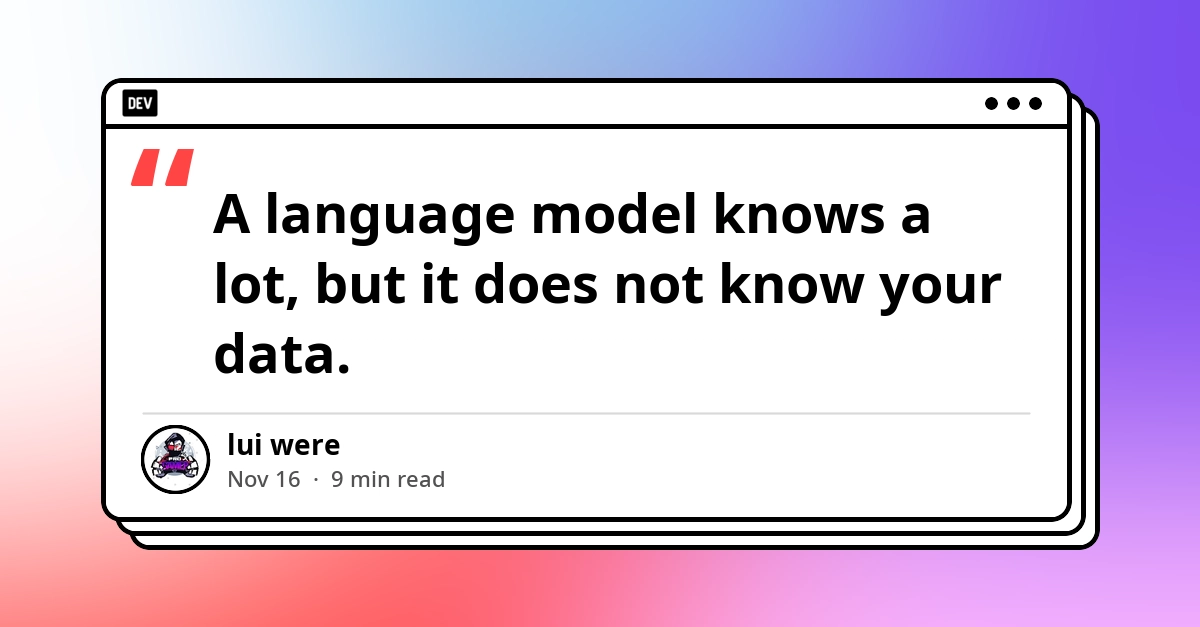 DEV
“
A language model knows a
lot, but it does not know your
data.
lui were
Nov 16 · 9 min read